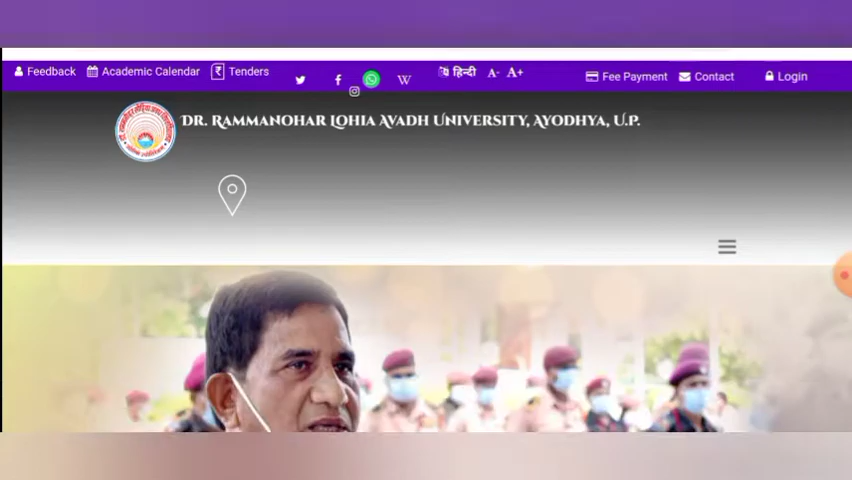 Feedback Academic Calendar Tenders हिन्दी A- A+ Fee Payment Contact Login
DR. RAMMANOHAR LOHIA AVADH UNIVERSITY, AYODHYA, U.P.